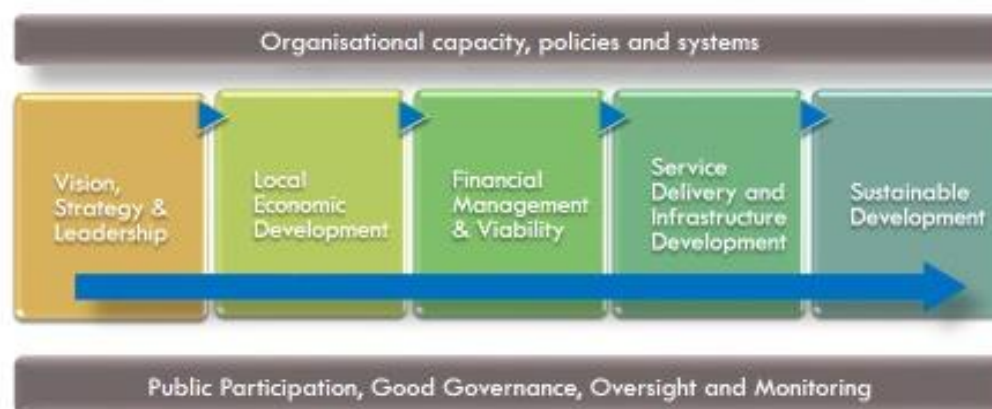 Organisational capacity, policies and systems
Vision,
Strategy &
Leadership
Local
Economic
Development
Financial
Management
& Viability
Service
Delivery and
Infrastructure
Development
Sustainable
Development
Public Participation, Good Governance, Oversight and Monitoring